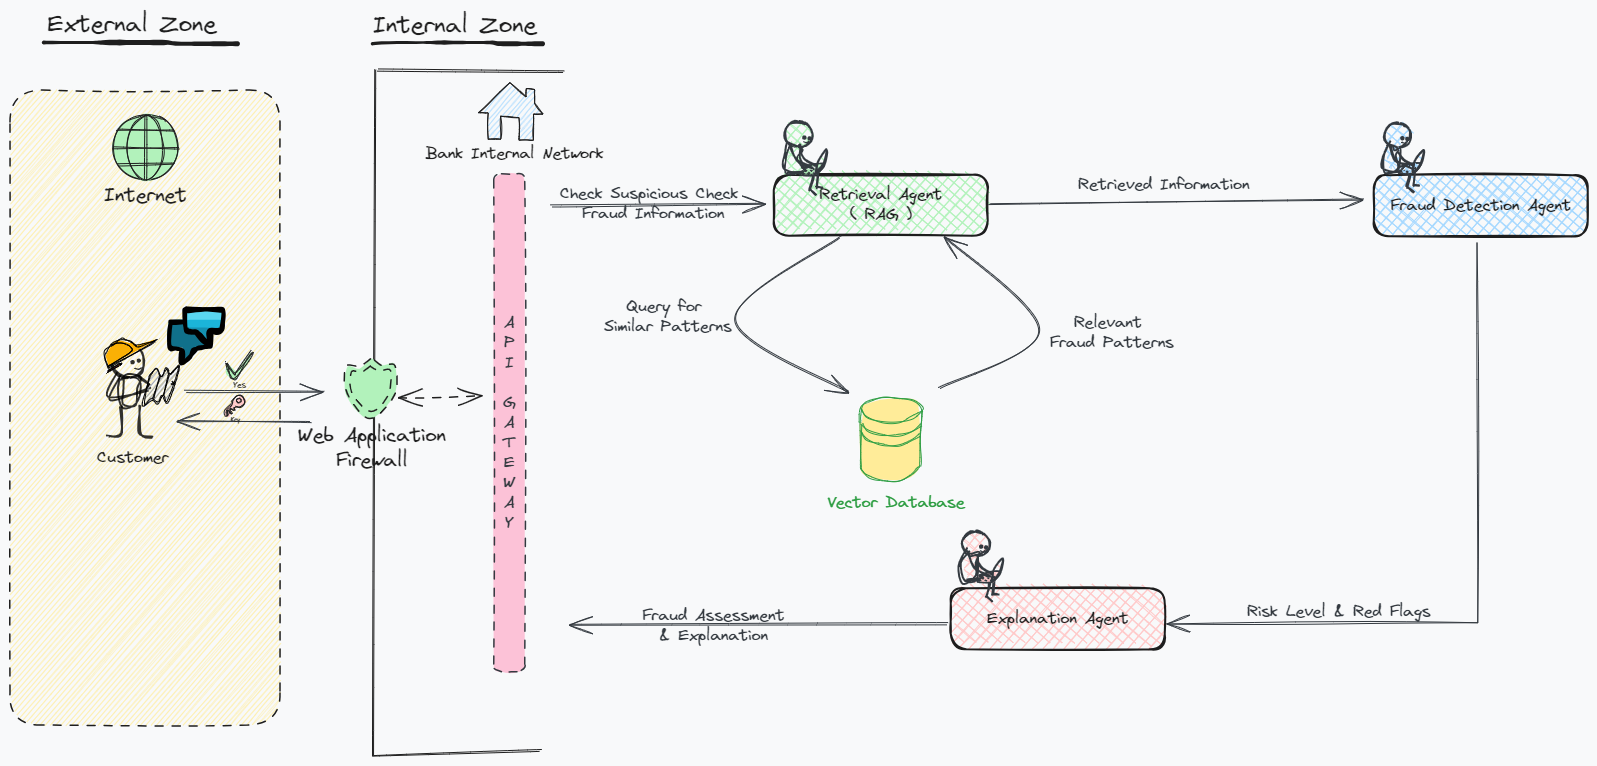 External Zone
Internal Zone
Internet
Bank Internal Network
Check Suspicious Check
Fraud Information
Retrieval Agent
( RAG )
Retrieved Information
Fraud Detection Agent
Query for
Similar Patterns
Relevant
Fraud Patterns
A
P
I
G
A
T
E
W
A
Y
Yes
Key
Customer
Web Application
Firewall
Vector Database
Fraud Assessment
& Explanation
Explanation Agent
Risk Level & Red Flags